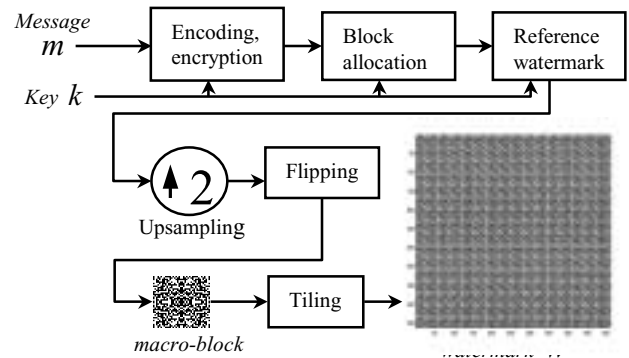 Message
m
Encoding,
encryption
Block
allocation
Reference
watermark
Key k
2
Flipping
Upsampling
Tiling
macro-block